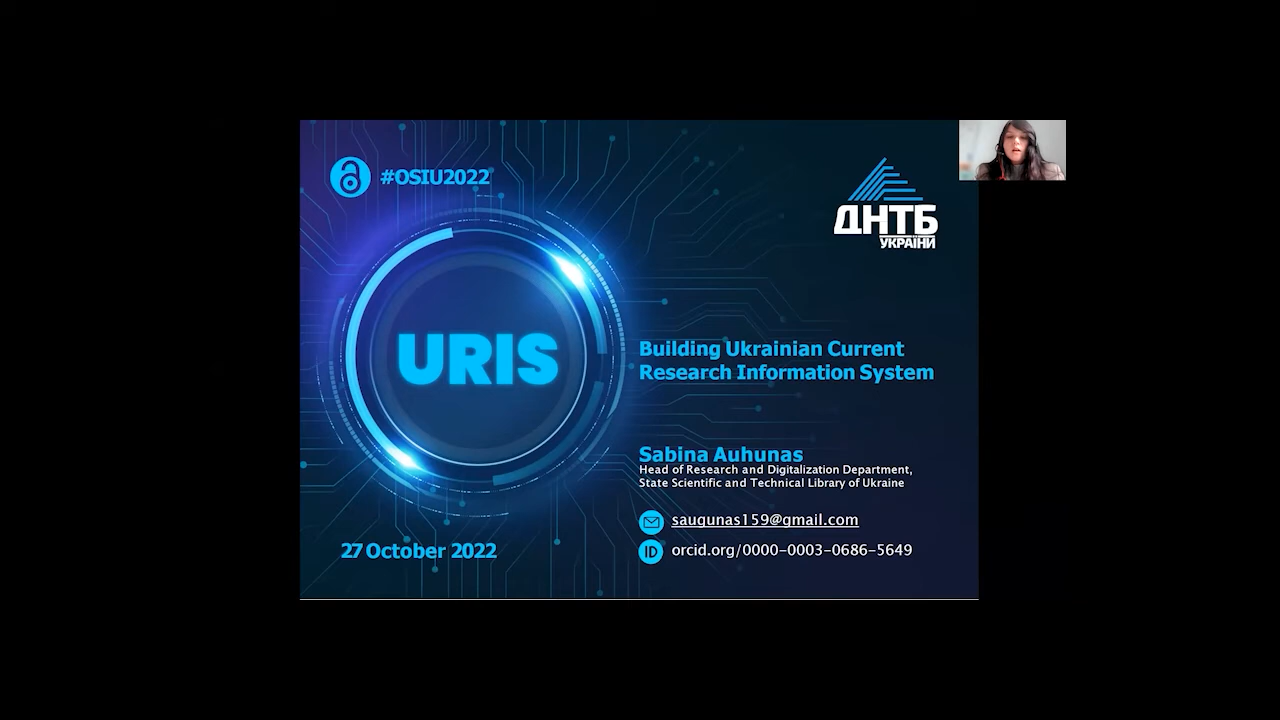 #OSIU2022
ДНТБ
УКРАЇНИ
URIS
Building Ukrainian Current
Research Information System
Sabina Auhunas
Head of Research and Digitalization Department,
State Scientific and Technical Library of Ukraine
saugunas159@gmail.com
iD orcid.org/0000-0003-0686-5649
27 October 2022